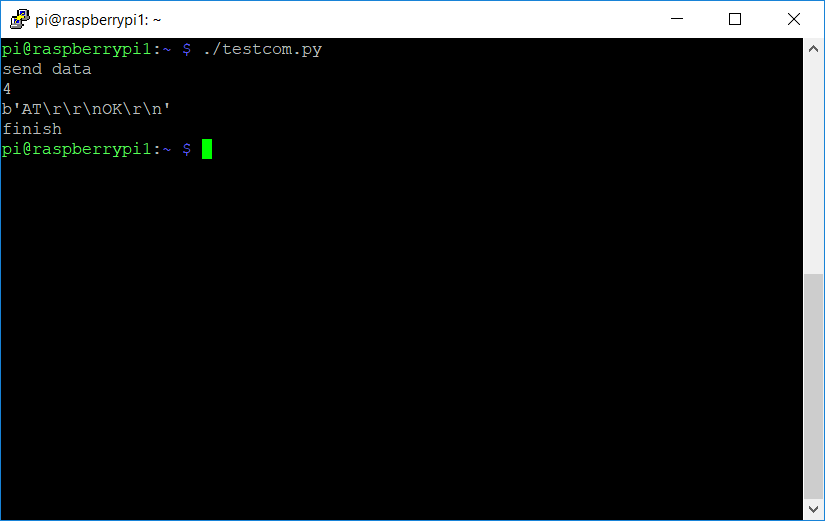 pi@raspberrypi1: ~
pi@raspberrypi1:~ $ ./testcom.py
send data
4
b'AT\r\r\nOK\r\n'
finish
pi@raspberrypi1:~ $